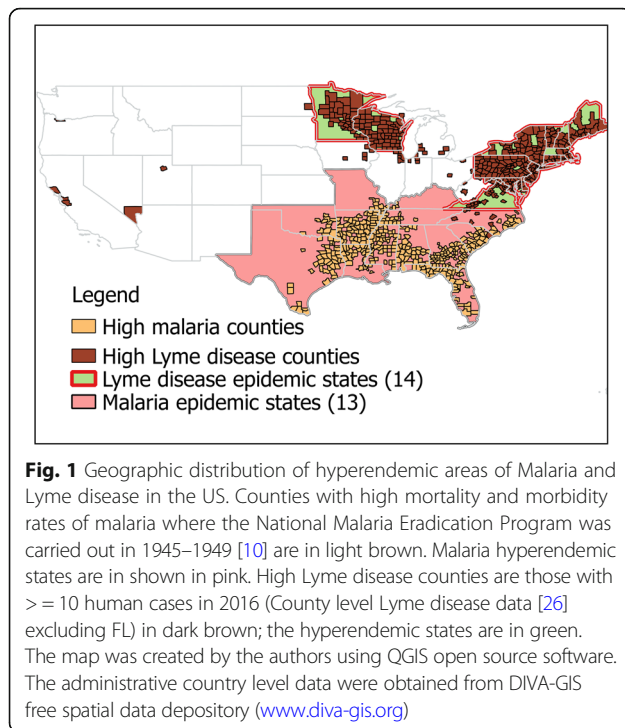 Legend
High malaria counties
High Lyme disease counties
Lyme disease epidemic states (14)
Malaria epidemic states (13)
Fig. 1 Geographic distribution of hyperendemic areas of Malaria and
Lyme disease in the US. Counties with high mortality and morbidity
rates of malaria where the National Malaria Eradication Program was
carried out in 1945–1949 [10] are in light brown. Malaria hyperendemic
states are in shown in pink. High Lyme disease counties are those with
> = 10 human cases in 2016 (County level Lyme disease data [26]
excluding FL) in dark brown; the hyperendemic states are in green.
The map was created by the authors using QGIS open source software.
The administrative country level data were obtained from DIVA-GIS
free spatial data depository (www.diva-gis.org)